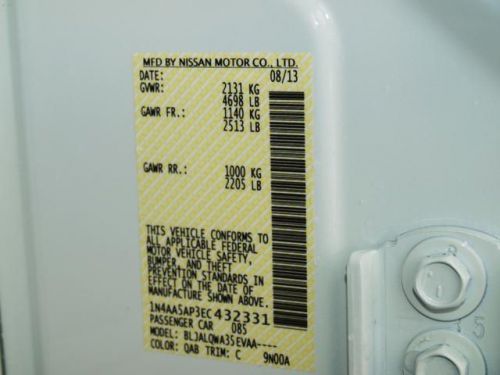 MFD BY NISSAN MOTOR CO., LTD.
DATE: 08/13
GVWR: 2131 KG
4698 LB
GAWR FR.: 1140 KG
2513 LB
GAWR RR.: 1000 KG
2205 LB
THIS VEHICLE CONFORMS TO
ALL APPLICABLE FEDERAL
MOTOR VEHICLE SAFETY,
BUMPER, AND THEFT
PREVENTION STANDARDS IN
EFFECT ON THE DATE OF
MANUFACTURE SHOWN ABOVE.
1N4AA5AP3EC432331
PASSENGER CAR 085
MODEL: BLJALQWA35EVAA----
COLOR: QAB TRIM: C 9N00A